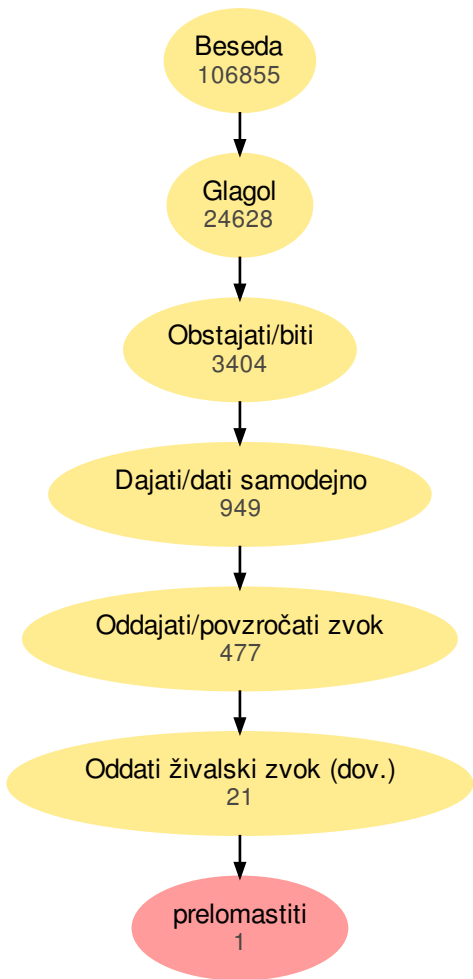 Beseda
106855
Glagol
24628
Obstajati/biti
3404
Dajati/dati samodejno
949
Oddajati/povzročati zvok
477
Oddati živalski zvok (dov.)
21
prelomastiti
1